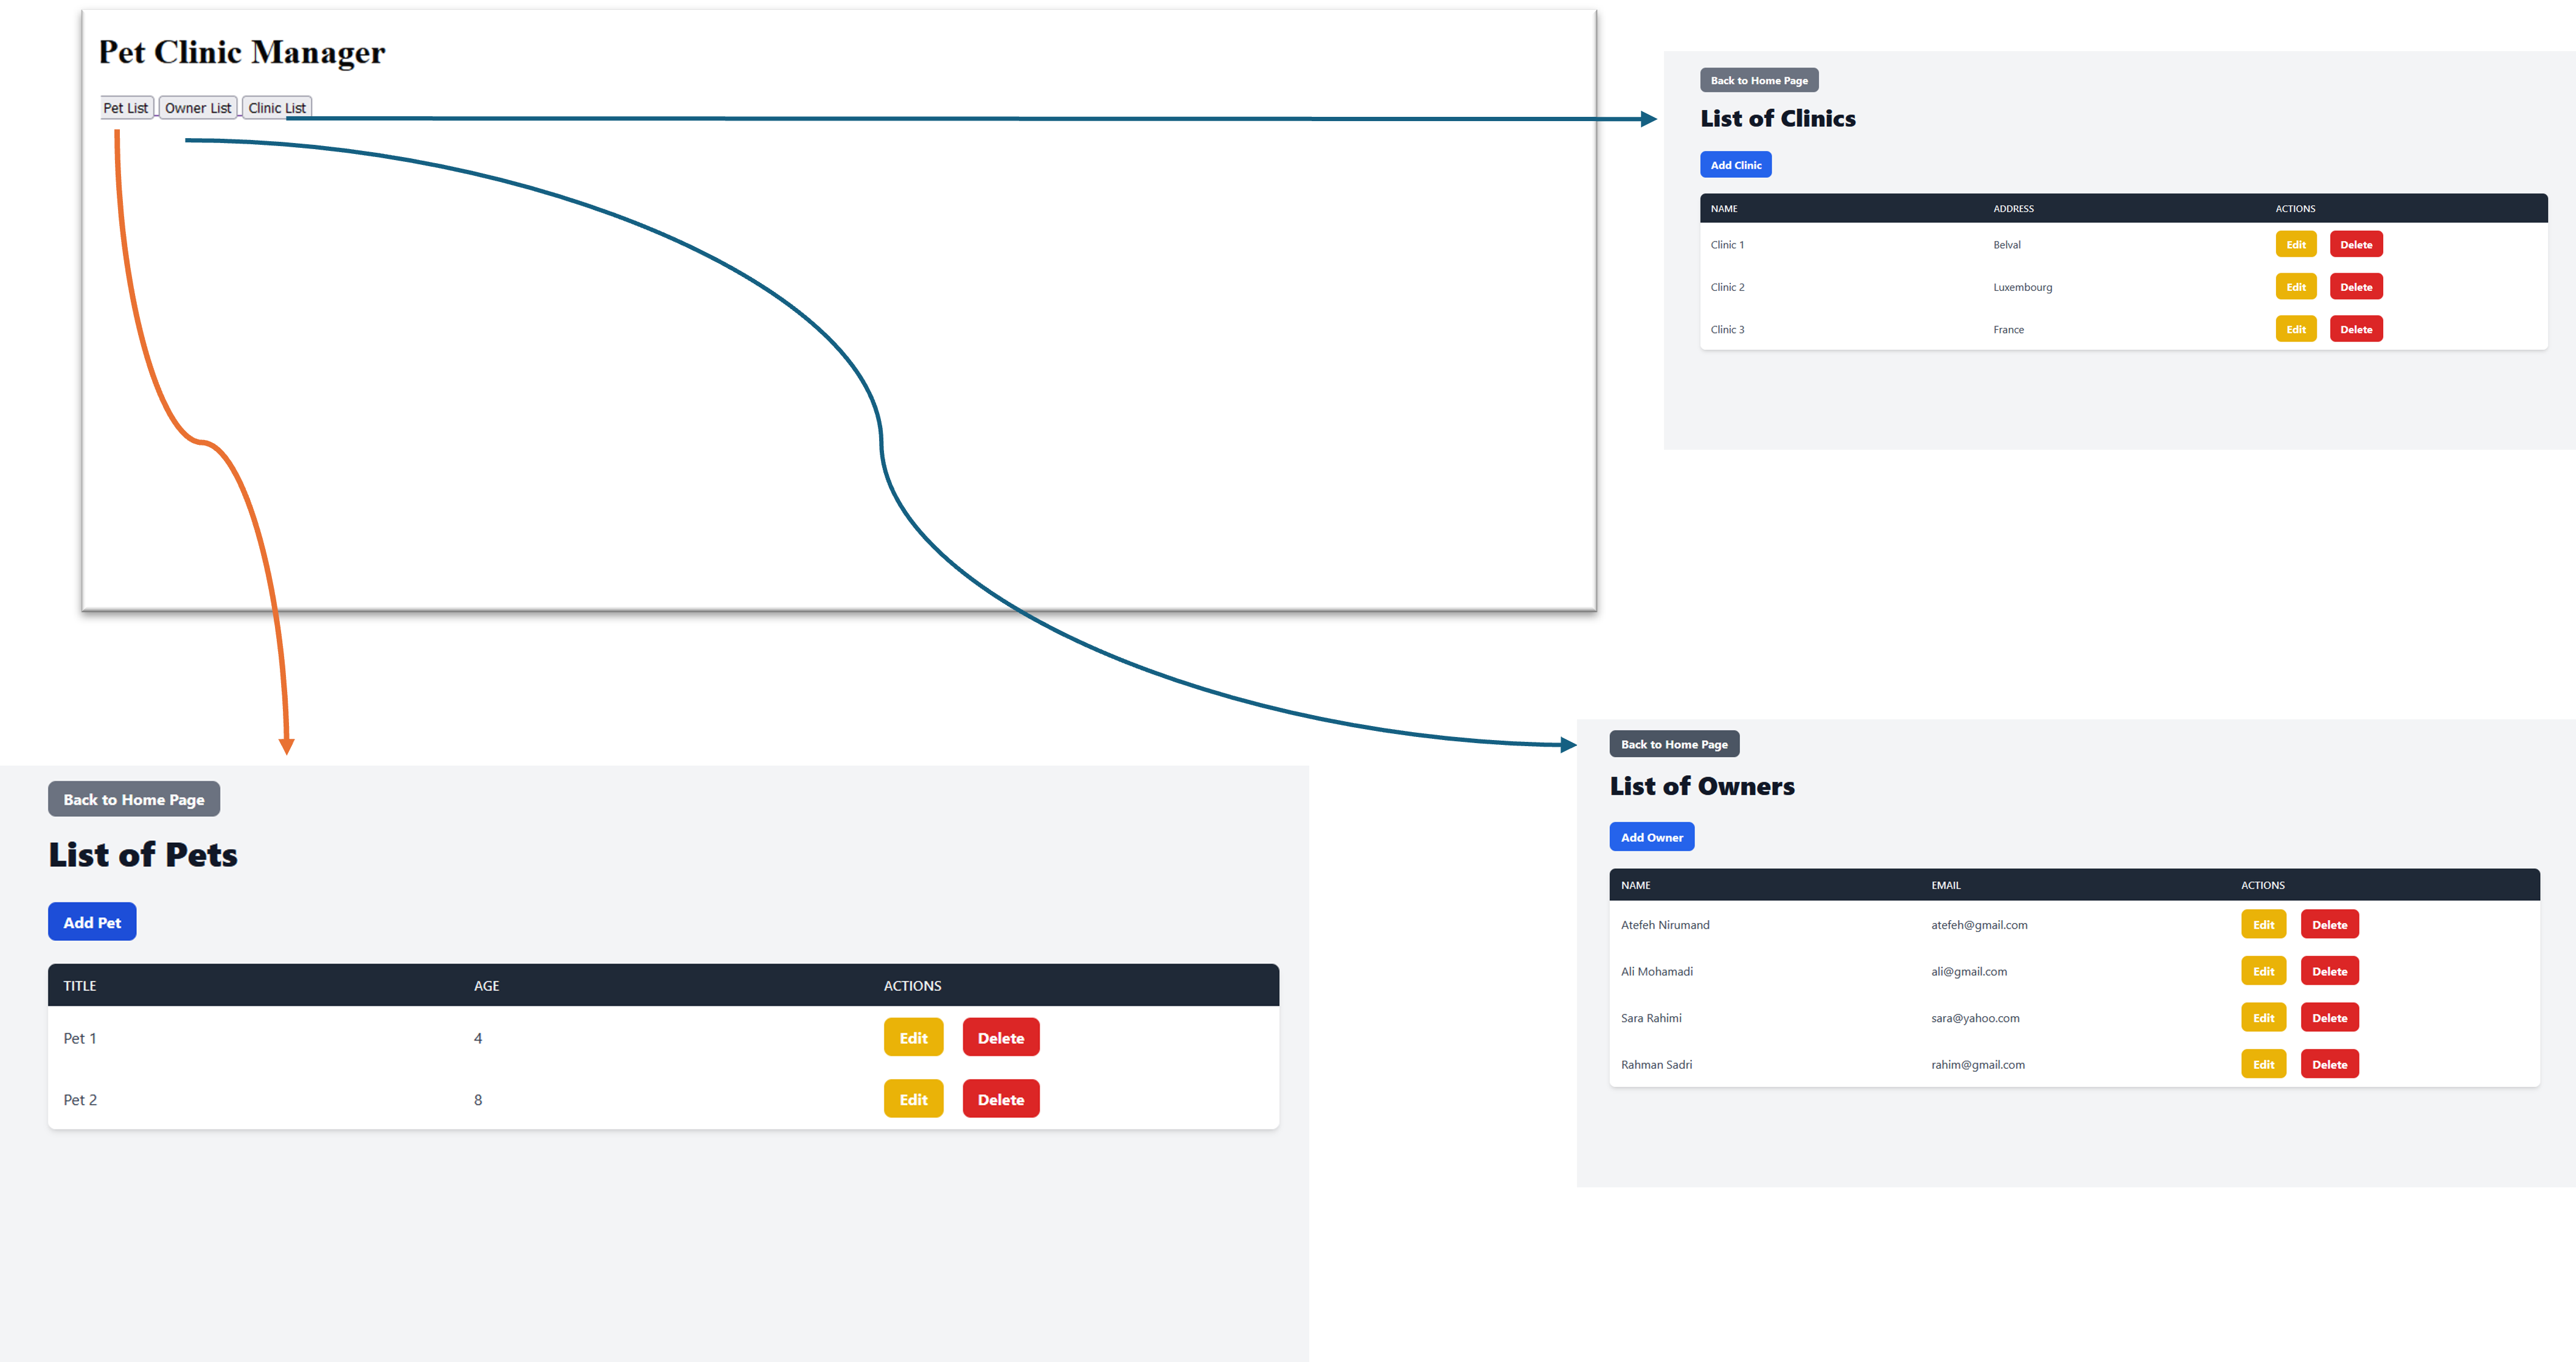 Pet Clinic Manager
Pet List Owner List Clinic List
Back to Home Page
List of Clinics
Add Clinic
NAME ADDRESS ACTIONS
Clinic 1 Belval Edit Delete
Clinic 2 Luxembourg Edit Delete
Clinic 3 France Edit Delete
Back to Home Page
List of Pets
Add Pet
TITLE AGE ACTIONS
Pet 1 4 Edit Delete
Pet 2 8 Edit Delete
Back to Home Page
List of Owners
Add Owner
NAME EMAIL ACTIONS
Atefeh Nirumand atefeh@gmail.com Edit Delete
Ali Mohamadi ali@gmail.com Edit Delete
Sara Rahimi sara@yahoo.com Edit Delete
Rahman Sadri rahim@gmail.com Edit Delete